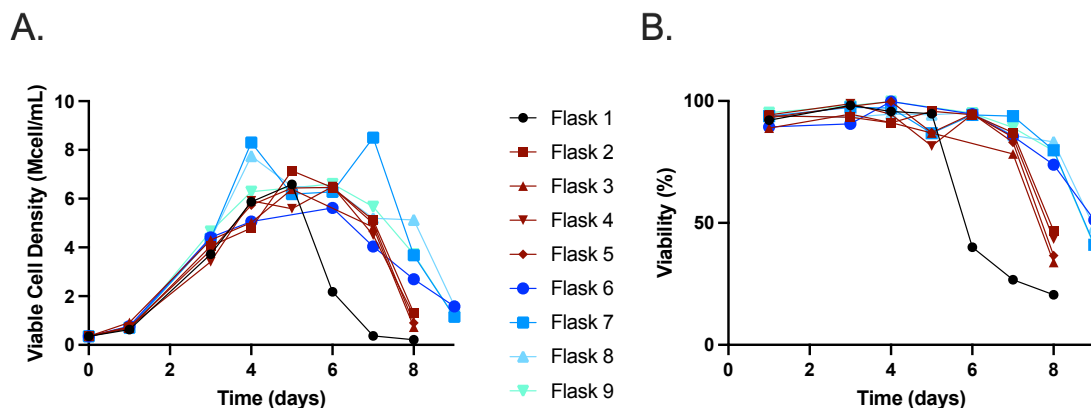 A.
B.
Viable Cell Density (Mcell/mL)
10
8
6
4
2
0
0 2 4 6 8
Time (days)
Flask 1
Flask 2
Flask 3
Flask 4
Flask 5
Flask 6
Flask 7
Flask 8
Flask 9
Viability (%)
100
50
0
0 2 4 6 8
Time (days)